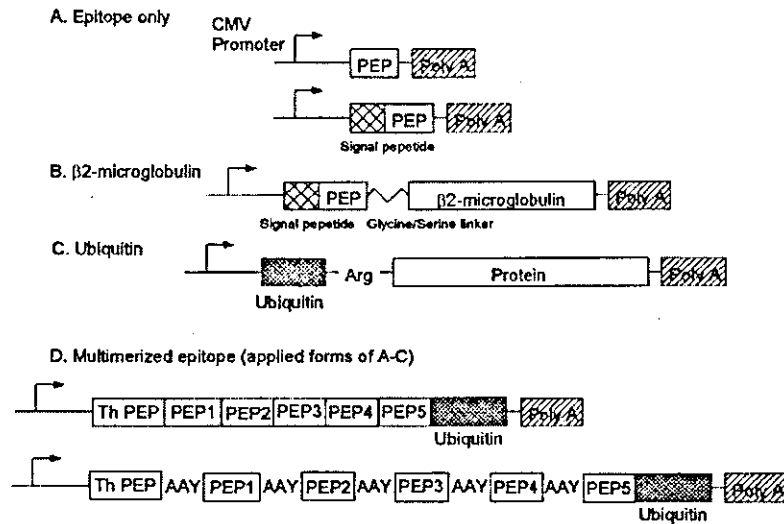 A. Epitope only
CMV
Promoter
PEP
Poly A
PEP
Poly A
Signal peptide
B. β2-microglobulin
PEP
β2-microglobulin
Poly A
Signal peptide
Glycine/Serine linker
C. Ubiquitin
Arg
Protein
Poly A
Ubiquitin
D. Multimerized epitope (applied forms of A-C)
Th PEP PEP1 PEP2 PEP3 PEP4 PEP5
Poly A
Ubiquitin
Th PEP AAY PEP1 AAY PEP2 AAY PEP3 AAY PEP4 AAY PEP5
Poly A
Ubiquitin